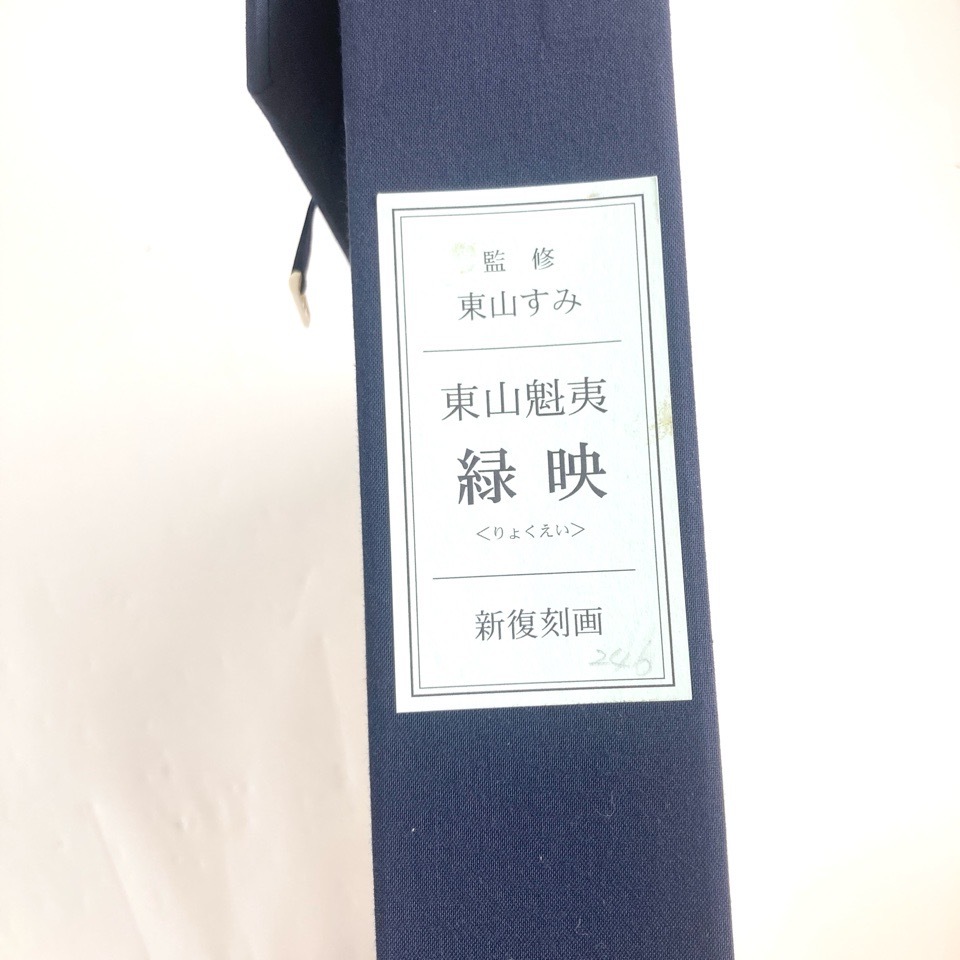 監 修
東山すみ
東山魁夷
緑 映
<りょくえい>
新復刻画
246